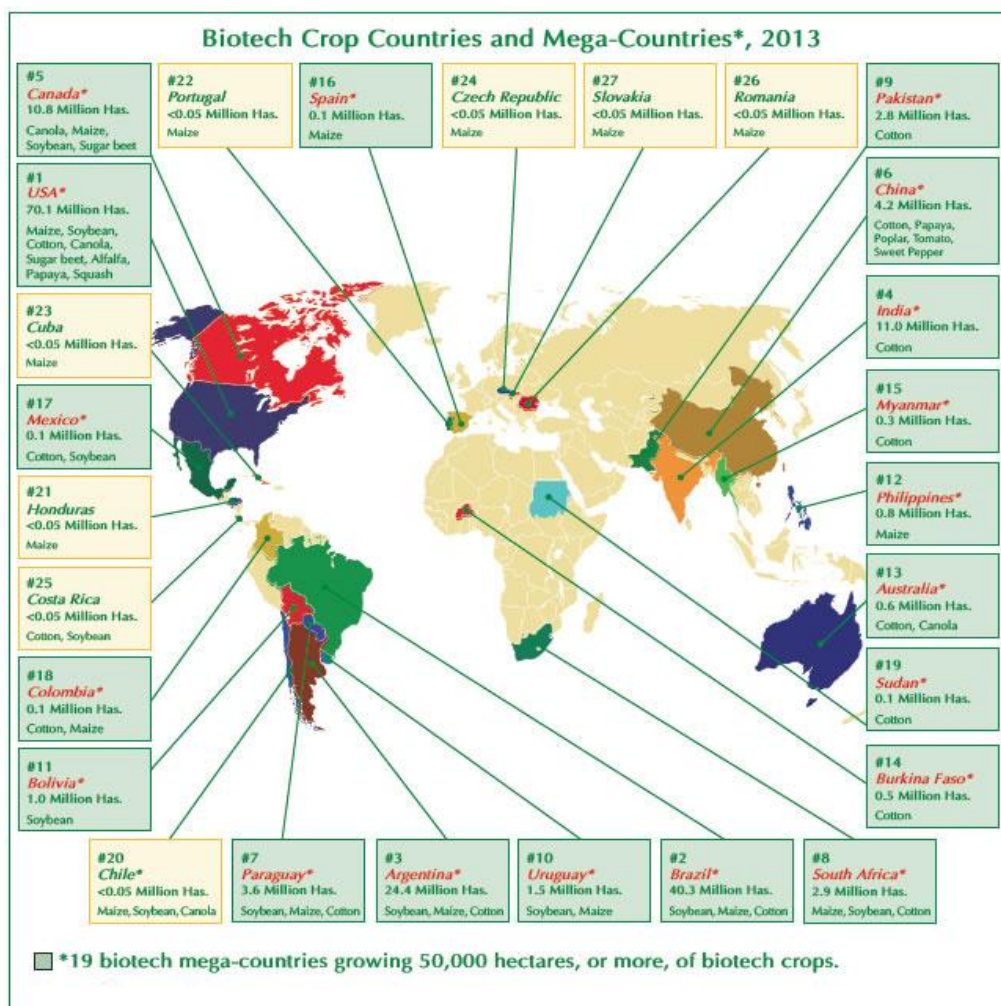 Biotech Crop Countries and Mega-Countries*, 2013
#5
Canada*
10.8 Million Has.
Canola, Maize,
Soybean, Sugar beet
#22
Portugal
<0.05 Million Has.
Maize
#16
Spain*
0.1 Million Has.
Maize
#24
Czech Republic
<0.05 Million Has.
Maize
#27
Slovakia
<0.05 Million Has.
Maize
#26
Romania
<0.05 Million Has.
Maize
#9
Pakistan*
2.8 Million Has.
Cotton
#1
USA*
70.1 Million Has.
Maize, Soybean,
Cotton, Canola,
Sugar beet, Alfalfa,
Papaya, Squash
#6
China*
4.2 Million Has.
Cotton, Papaya,
Poplar, Tomato,
Sweet Pepper
#23
Cuba
<0.05 Million Has.
Maize
#4
India*
11.0 Million Has.
Cotton
#17
Mexico*
0.1 Million Has.
Cotton, Soybean
#15
Myanmar*
0.3 Million Has.
Cotton
#21
Honduras
<0.05 Million Has.
Maize
#12
Philippines*
0.8 Million Has.
Maize
#25
Costa Rica
<0.05 Million Has.
Cotton, Soybean
#13
Australia*
0.6 Million Has.
Cotton, Canola
#18
Colombia*
0.1 Million Has.
Cotton, Maize
#19
Sudan*
0.1 Million Has.
Cotton
#11
Bolivia*
1.0 Million Has.
Soybean
#14
Burkina Faso*
0.5 Million Has.
Cotton
#20
Chile*
<0.05 Million Has.
Maize, Soybean, Canola
#7
Paraguay*
3.6 Million Has.
Soybean, Maize, Cotton
#3
Argentina*
24.4 Million Has.
Soybean, Maize, Cotton
#10
Uruguay*
1.5 Million Has.
Soybean, Maize
#2
Brazil*
40.3 Million Has.
Soybean, Maize, Cotton
#8
South Africa*
2.9 Million Has.
Maize, Soybean, Cotton
*19 biotech mega-countries growing 50,000 hectares, or more, of biotech crops.